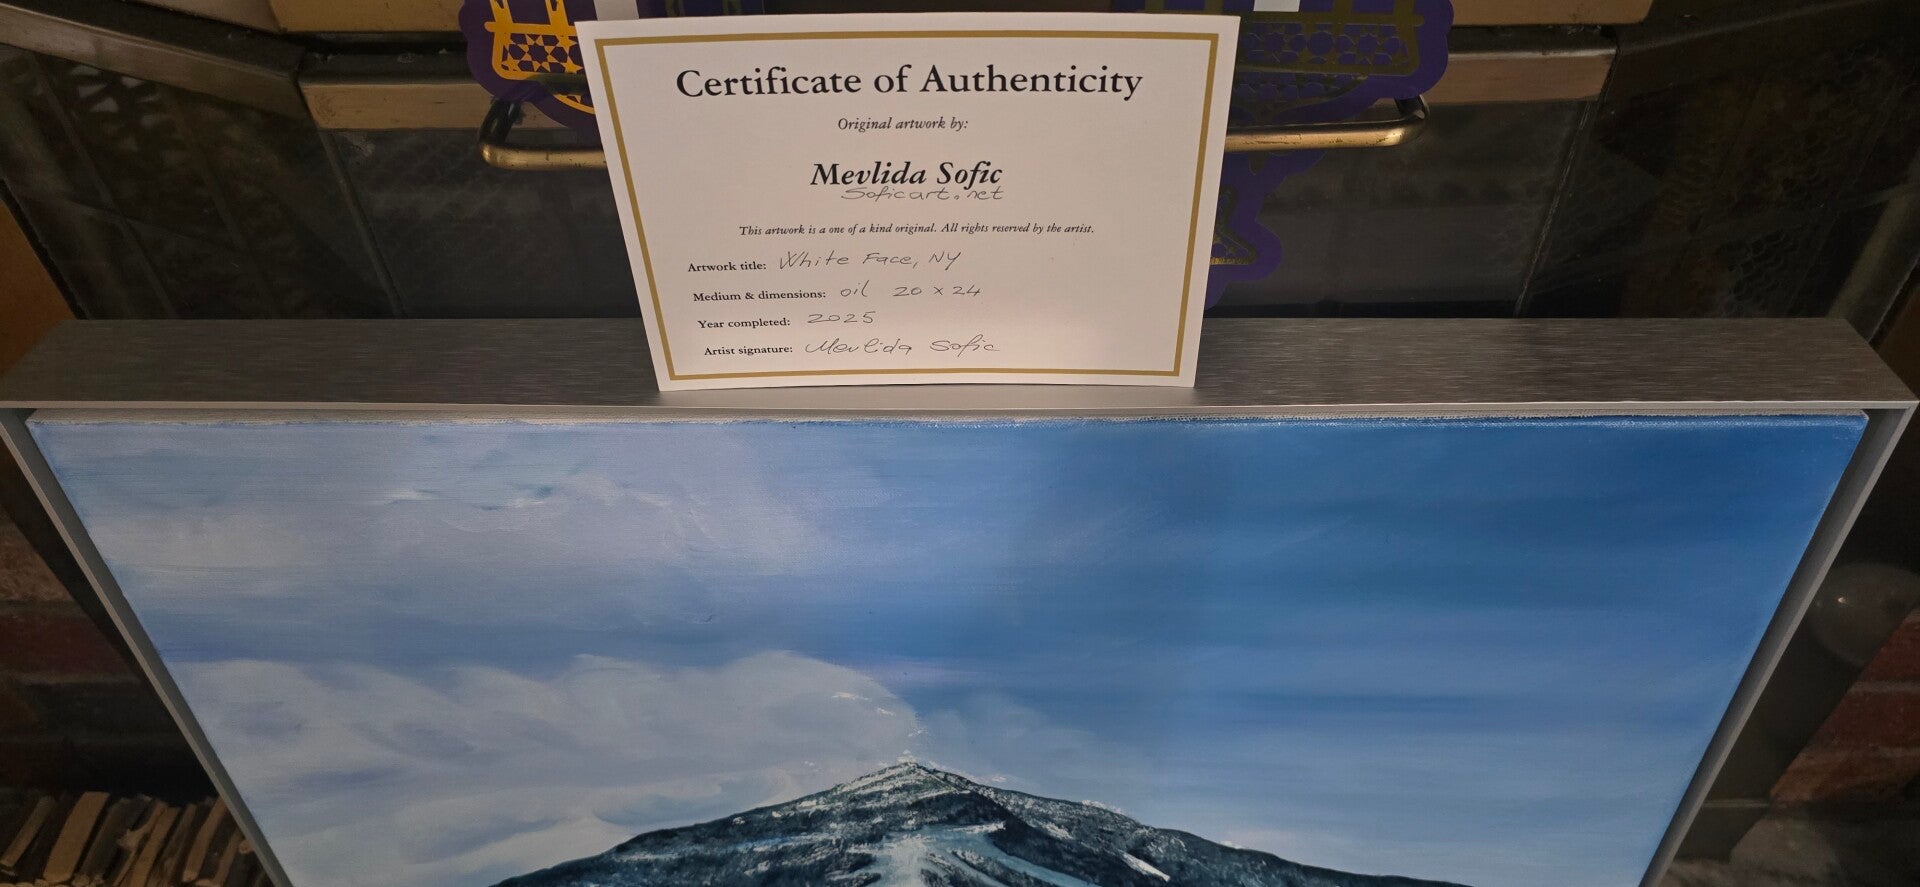 Certificate of Authenticity
Original artwork by:
Mevlida Sofic
Soficart.net
This artwork is a one of a kind original. All rights reserved by the artist.
Artwork title: White Face, NY
Medium & dimensions: oil 20 x 24
Year completed: 2025
Artist signature: Mevlida Sofic